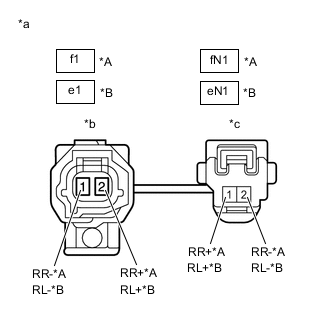 *a
f1 *A fN1 *A
e1 *B eN1 *B
*b *c
1 2 1 2
RR+*A RR-*A
RL+*B RL-*B
RR-*A RR+*A
RL-*B RL+*B